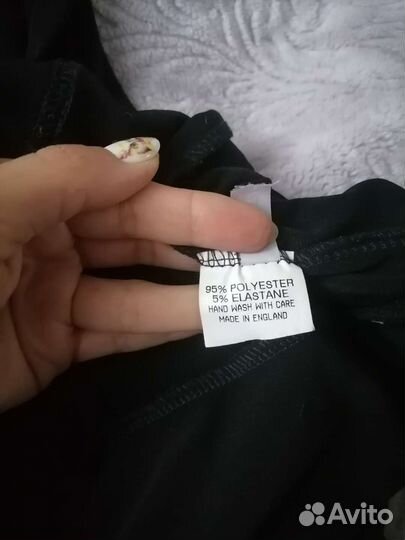 95% POLYESTER
5% ELASTANE
HAND WASH WITH CARE
MADE IN ENGLAND
Avito